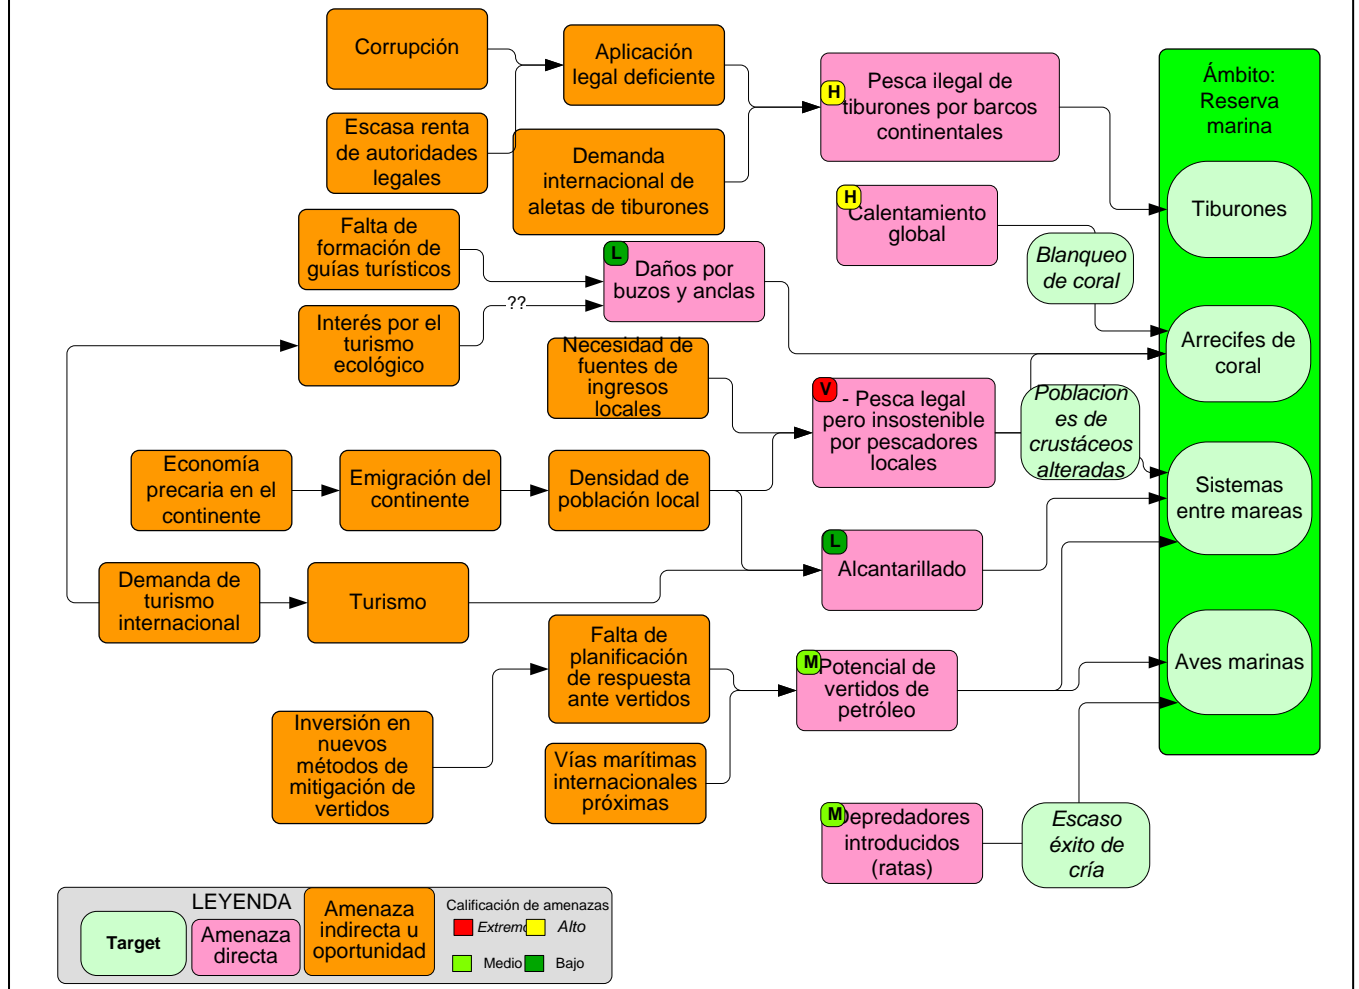 Corrupción
Aplicación
legal deficiente
H
Pesca ilegal de
tiburones por barcos
continentales
Ámbito:
Reserva
marina
Escasa renta
de autoridades
legales
Demanda
internacional de
aletas de tiburones
Tiburones
H
Calentamiento
global
Falta de
formación de
guías turísticos
L
Daños por
buzos y anclas
Blanqueo
de coral
??
Interés por el
turismo
ecológico
Arrecifes de
coral
Necesidad de
fuentes de
ingresos
locales
V
- Pesca legal
pero insostenible
por pescadores
locales
Poblacion
es de
crustáceos
alteradas
Economía
precaria en el
continente
Emigración del
continente
Densidad de
población local
Sistemas
entre mareas
L
Alcantarillado
Demanda de
turismo
internacional
Turismo
Falta de
planificación
de respuesta
ante vertidos
M
Potencial de
vertidos de
petróleo
Aves marinas
Inversión en
nuevos
métodos de
mitigación de
vertidos
Vías marítimas
internacionales
próximas
M
Depredadores
introducidos
(ratas)
Escaso
éxito de
cría
LEYENDA
Target
Amenaza
directa
Amenaza
indirecta u
oportunidad
Calificación de amenazas
Extremo
Alto
Medio
Bajo